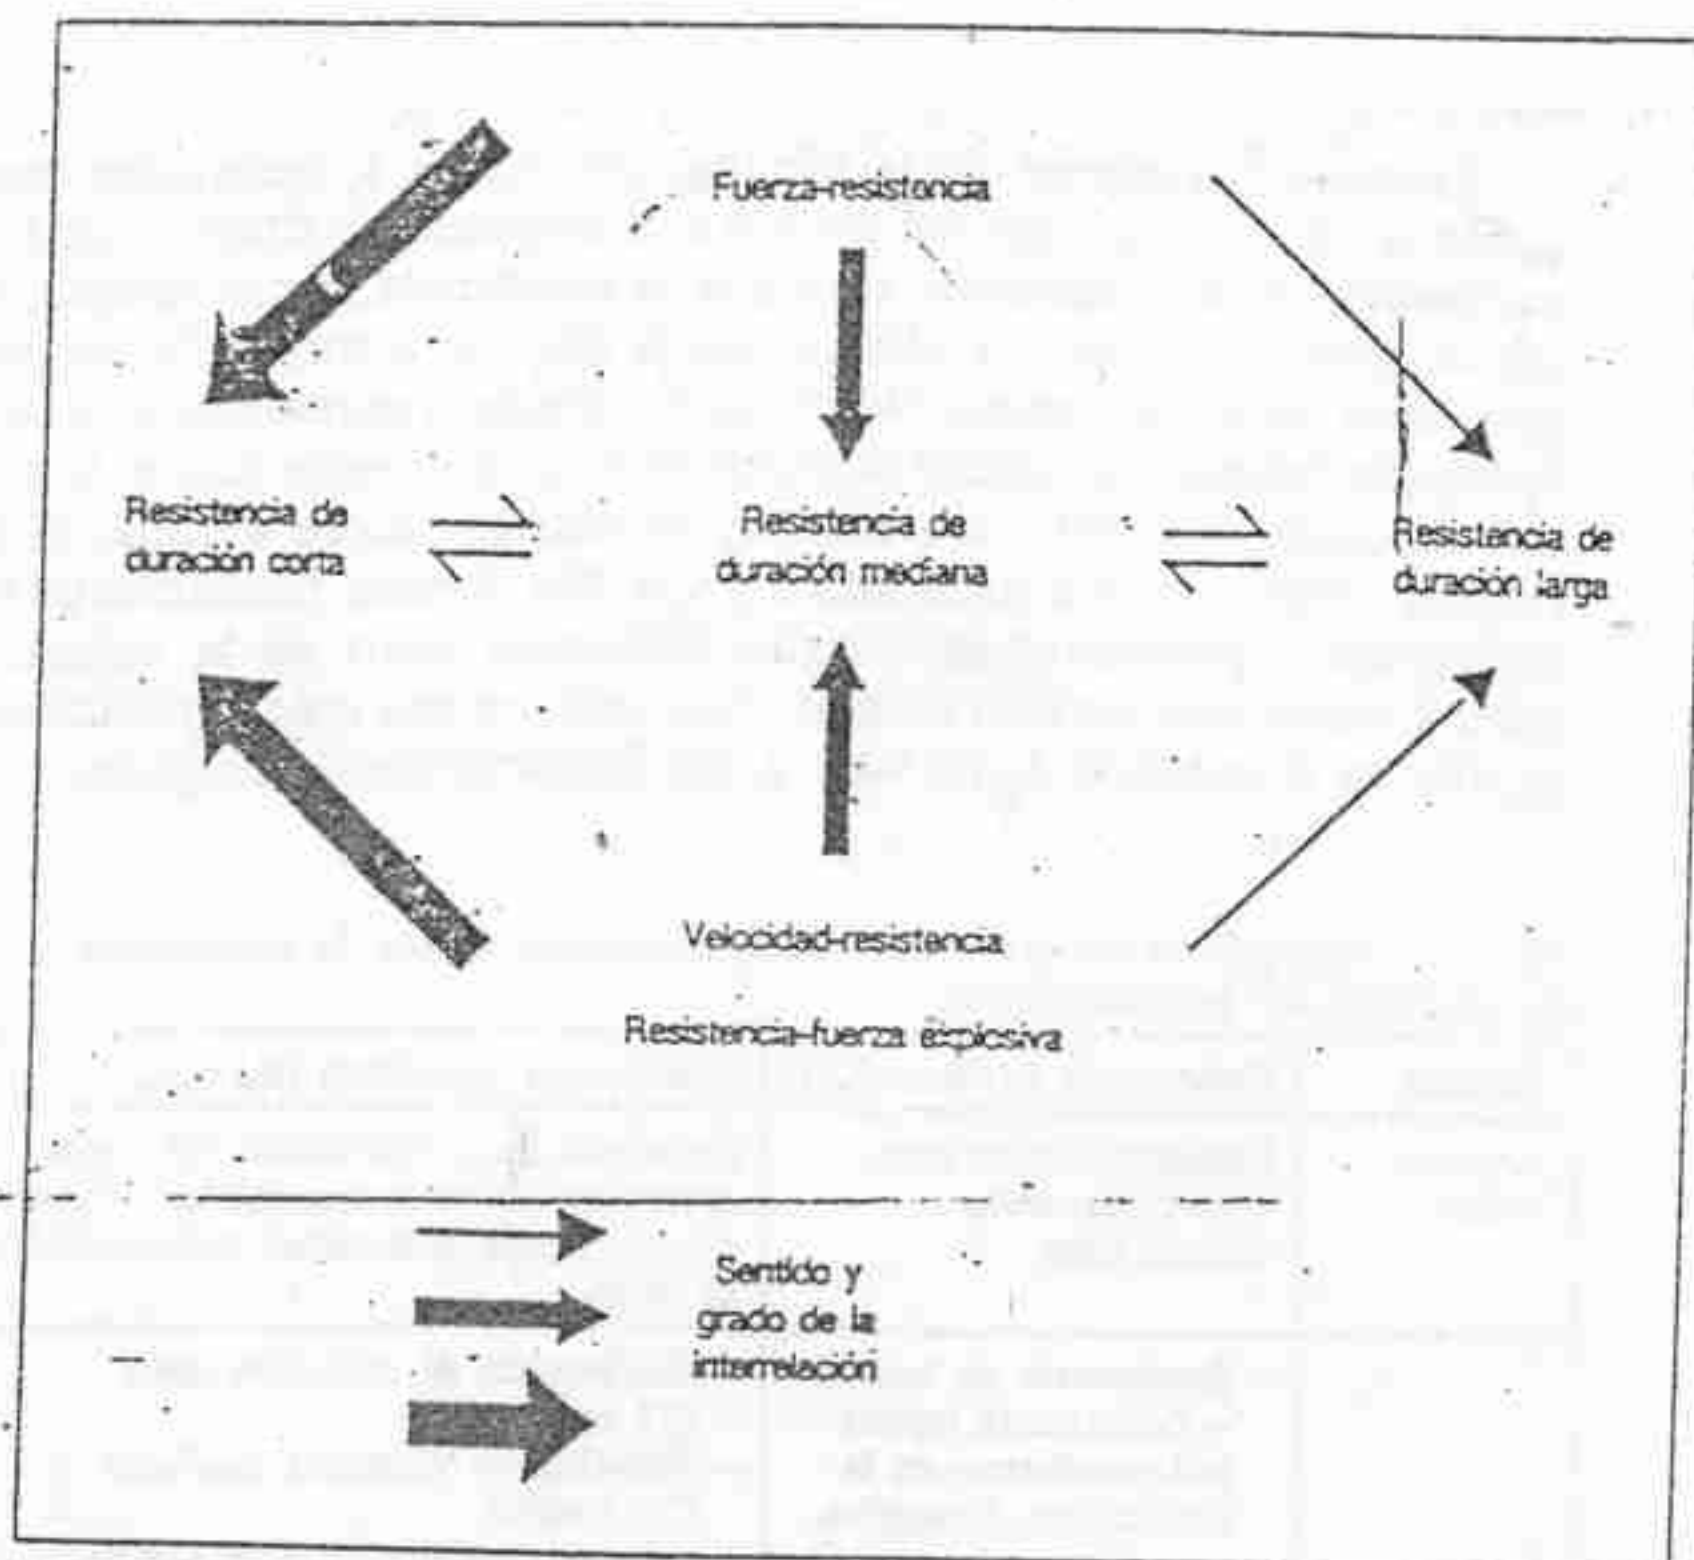 Fuerza-resistencia
Resistencia de
duración corta
Resistencia de
duración mediana
Resistencia de
duración larga
Velocidad-resistencia
Resistencia-fuerza explosiva
Sentido y
grado de la
interrelación